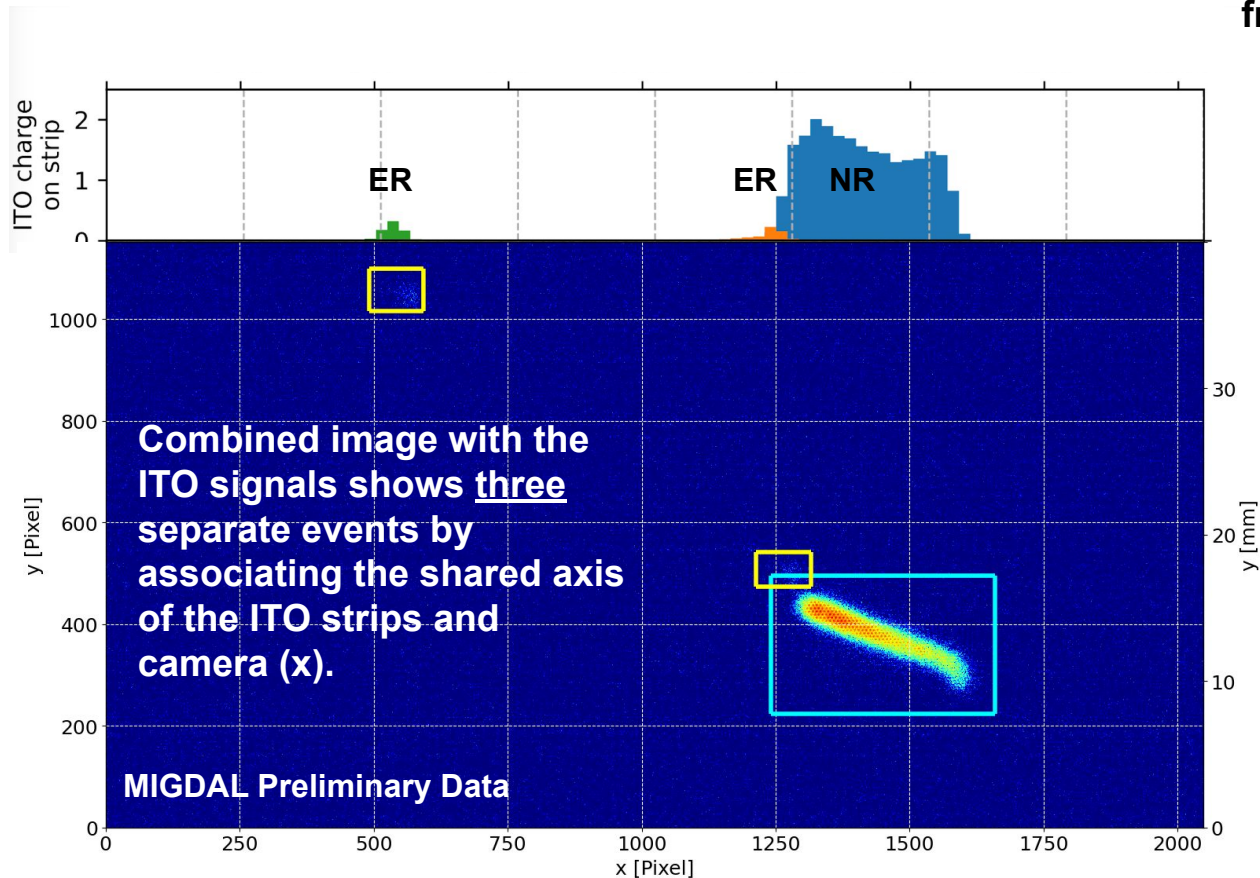 fr
ITO charge
on strip
2
1
0
ER
ER
NR
Combined image with the
ITO signals shows three
separate events by
associating the shared axis
of the ITO strips and
camera (x).
MIGDAL Preliminary Data
y [Pixel]
1000
800
600
400
200
0
0
250
500
750
1000
1250
1500
1750
2000
x [Pixel]
30
20
10
0
y [mm]